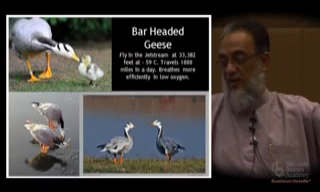 Bar Headed
Geese
Fly in the Jetstream at 33,382
feet at - 59 C. Travels 1000
miles in a day. Breathes more
efficiently in low oxygen.